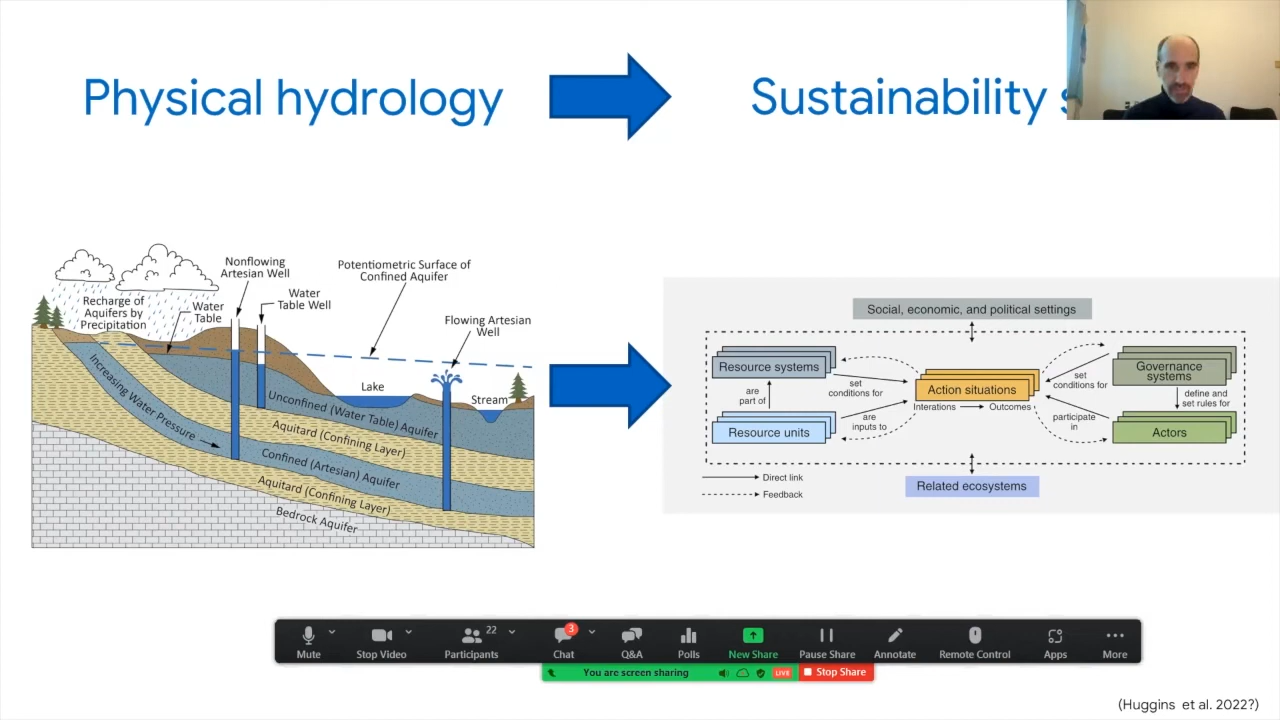 Physical hydrology
Sustainability
Nonflowing
Artesian Well
Potentiometric Surface of
Confined Aquifer
Water
Table Well
Recharge of
Aquifers by
Precipitation
Water
Table
Flowing Artesian
Well
Lake
Stream
Increasing Water Pressure
Unconfined (Water Table) Aquifer
Aquitard (Confining Layer)
Confined (Artesian) Aquifer
Aquitard (Confining Layer)
Bedrock Aquifer
Social, economic, and political settings
Resource systems
Governance
systems
set
conditions for
Action situations
set
conditions for
are
part of
Interations
Outcomes
define and
set rules for
Resource units
are
inputs to
participate
in
Actors
Direct link
Feedback
Related ecosystems
22
3
Mute
Stop Video
Participants
Chat
Q&A
Polls
New Share
Pause Share
Annotate
Remote Control
Apps
More
You are screen sharing
LIVE
Stop Share
(Huggins et al. 2022?)